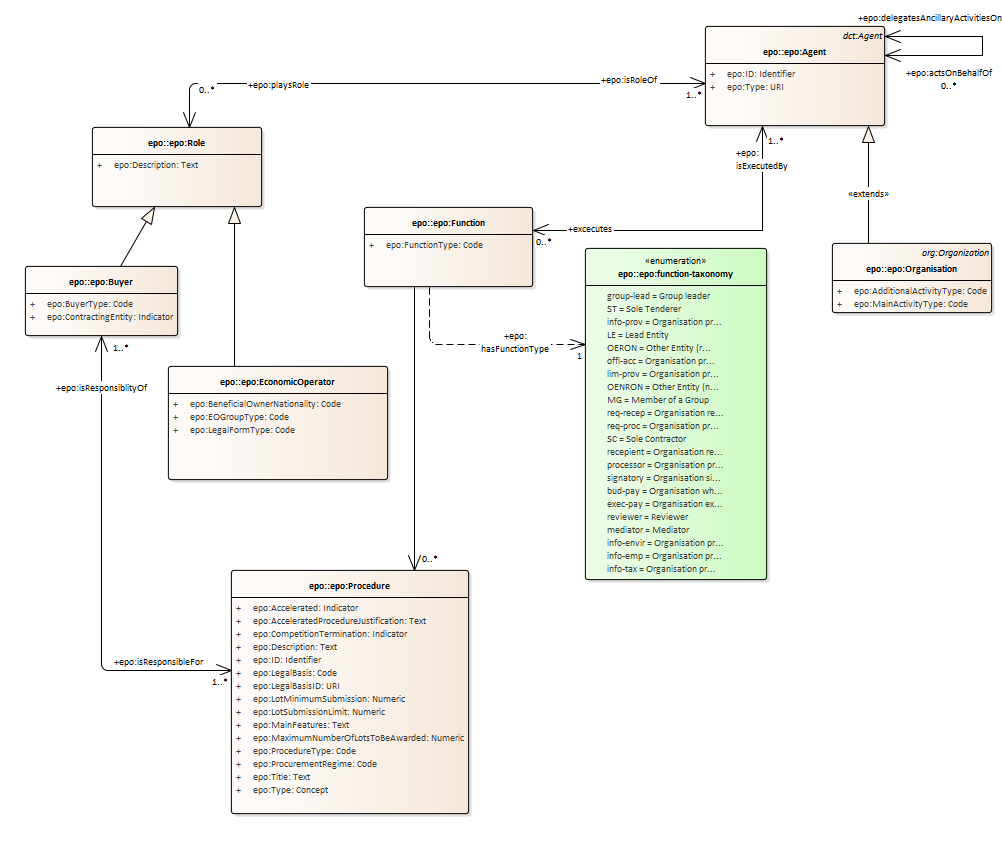 +epo:delegatesAncillaryActivitiesOn
dct:Agent
epo::epo:Agent
+ epo:ID: Identifier
+ epo:Type: URI
+epo:actsOnBehalfOf
0..*
+epo:playsRole
0..*
+epo:isRoleOf
1..*
epo::epo:Role
+ epo:Description: Text
1..*
+epo:
isExecutedBy
«extends»
epo::epo:Function
+ epo:FunctionType: Code
+excecutes
0..*
org:Organization
epo::epo:Organisation
+ epo:AdditionalActivityType: Code
+ epo:MainActivityType: Code
epo::epo:Buyer
+ epo:BuyerType: Code
+ epo:ContractingEntity: Indicator
1..*
+epo:isResponsiblityOf
«enumeration»
epo::epo:function-taxonomy
group-lead = Group leader
ST = Sole Tenderer
info-prov = Organisation pr...
LE = Lead Entity
OERON = Other Entity (r...
offl-acc = Organisation pr...
lim-prov = Organisation pr...
OENRON = Other Entity (n...
MG = Member of a Group
req-recep = Organisation re...
req-proc = Organisation pr...
SC = Sole Contractor
recepient = Organisation re...
processor = Organisation pr...
signatory = Organisation si...
bud-pay = Organisation wh...
exec-pay = Organisation ex...
reviewer = Reviewer
mediator = Mediator
info-envir = Organisation pr...
info-emp = Organisation pr...
info-tax = Organisation pr...
+epo:
hasFunctionType
1
epo::epo:EconomicOperator
+ epo:BeneficialOwnerNationality: Code
+ epo:EOGroupType: Code
+ epo:LegalFormType: Code
0..*
epo::epo:Procedure
+ epo:Accelerated: Indicator
+ epo:AcceleratedProcedureJustification: Text
+ epo:CompetitionTermination: Indicator
+ epo:Description: Text
+ epo:ID: Identifier
+ epo:LegalBasis: Code
+ epo:LegalBasisID: URI
+ epo:LotMinimumSubmission: Numeric
+ epo:LotSubmissionLimit: Numeric
+ epo:MainFeatures: Text
+ epo:MaximumNumberOfLotsToBeAwarded: Numeric
+ epo:ProcedureType: Code
+ epo:ProcurementRegime: Code
+ epo:Title: Text
+ epo:Type: Concept
+epo:isResponsibleFor
1..*